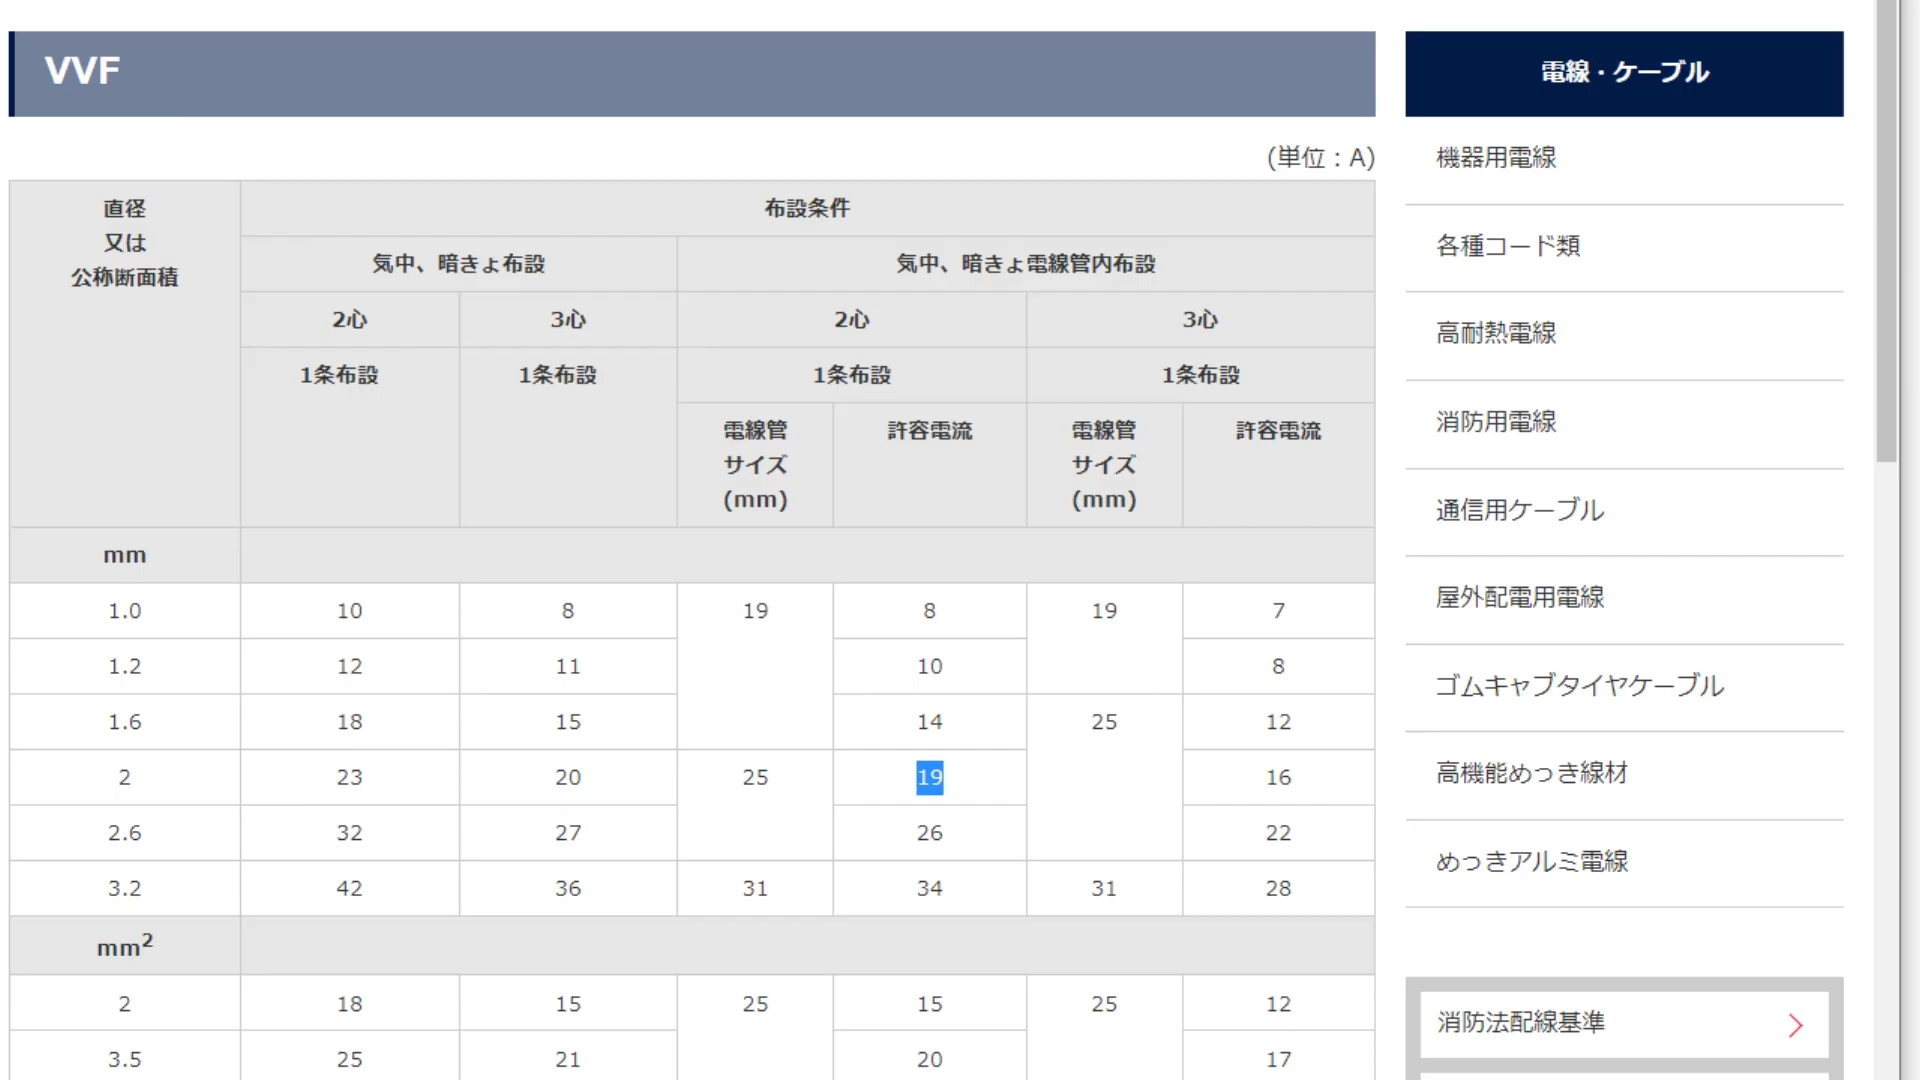 VVF
(単位：A)
直径
又は
公称断面積
布設条件
気中、暗きょ布設
気中、暗きょ電線管内布設
2心
3心
2心
3心
1条布設
1条布設
1条布設
1条布設
電線管
サイズ
(mm)
許容電流
電線管
サイズ
(mm)
許容電流
mm
1.0 10 8 19 8 19 7
1.2 12 11 10 8
1.6 18 15 14 25 12
2 23 20 25 19 16
2.6 32 27 26 22
3.2 42 36 31 34 31 28
mm²
2 18 15 25 15 25 12
3.5 25 21 20 17
電線・ケーブル
機器用電線
各種コード類
高耐熱電線
消防用電線
通信用ケーブル
屋外配電用電線
ゴムキャブタイヤケーブル
高機能めっき線材
めっきアルミ電線
消防法配線基準